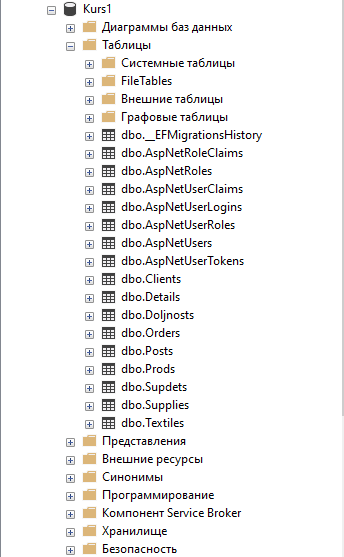 Kurs1
Диаграммы баз данных
Таблицы
Системные таблицы
FileTables
Внешние таблицы
Графовые таблицы
dbo.__EFMigrationsHistory
dbo.AspNetRoleClaims
dbo.AspNetRoles
dbo.AspNetUserClaims
dbo.AspNetUserLogins
dbo.AspNetUserRoles
dbo.AspNetUsers
dbo.AspNetUserTokens
dbo.Clients
dbo.Details
dbo.Doljnosts
dbo.Orders
dbo.Posts
dbo.Prods
dbo.Supdets
dbo.Supplies
dbo.Textiles
Представления
Внешние ресурсы
Синонимы
Программирование
Компонент Service Broker
Хранилище
Безопасность